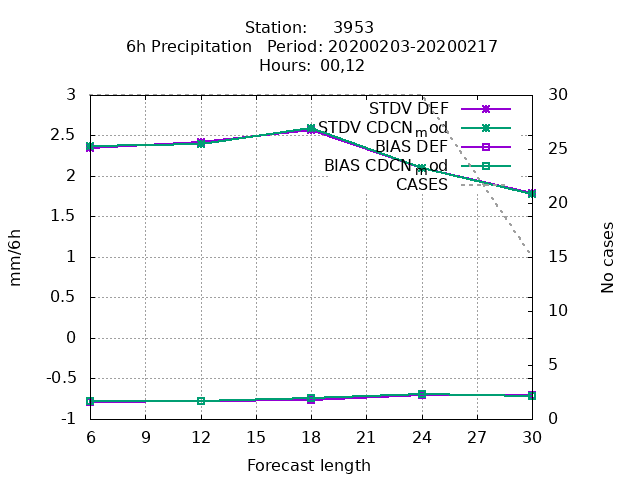 Station: 3953
6h Precipitation Period: 20200203-20200217
Hours: 00,12
3 30
STDV DEF
STDV CDCN_mod
2.5 25
BIAS DEF
BIAS CDCN_mod
2 CASES
20
1.5
1 15
0.5
10
0
5
-0.5
-1 0
mm/6h
No cases
6 9 12 15 18 21 24 27 30
Forecast length